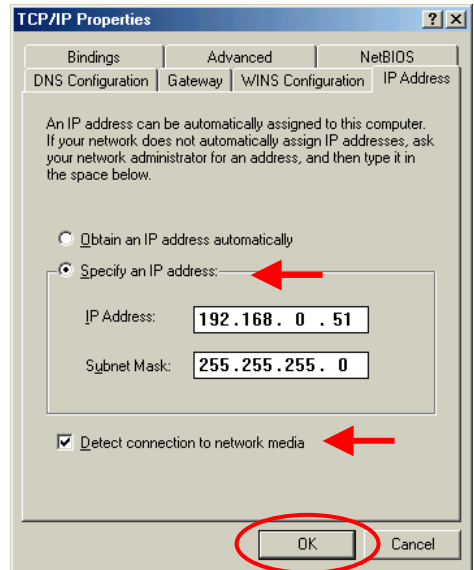 TCP/IP Properties
? X
Bindings Advanced NetBIOS
DNS Configuration Gateway WINS Configuration IP Address
An IP address can be automatically assigned to this computer.
If your network does not automatically assign IP addresses, ask
your network administrator for an address, and then type it in
the space below.
Obtain an IP address automatically
Specify an IP address:
IP Address: 192.168. 0 .51
Subnet Mask: 255.255.255. 0
Detect connection to network media
OK Cancel